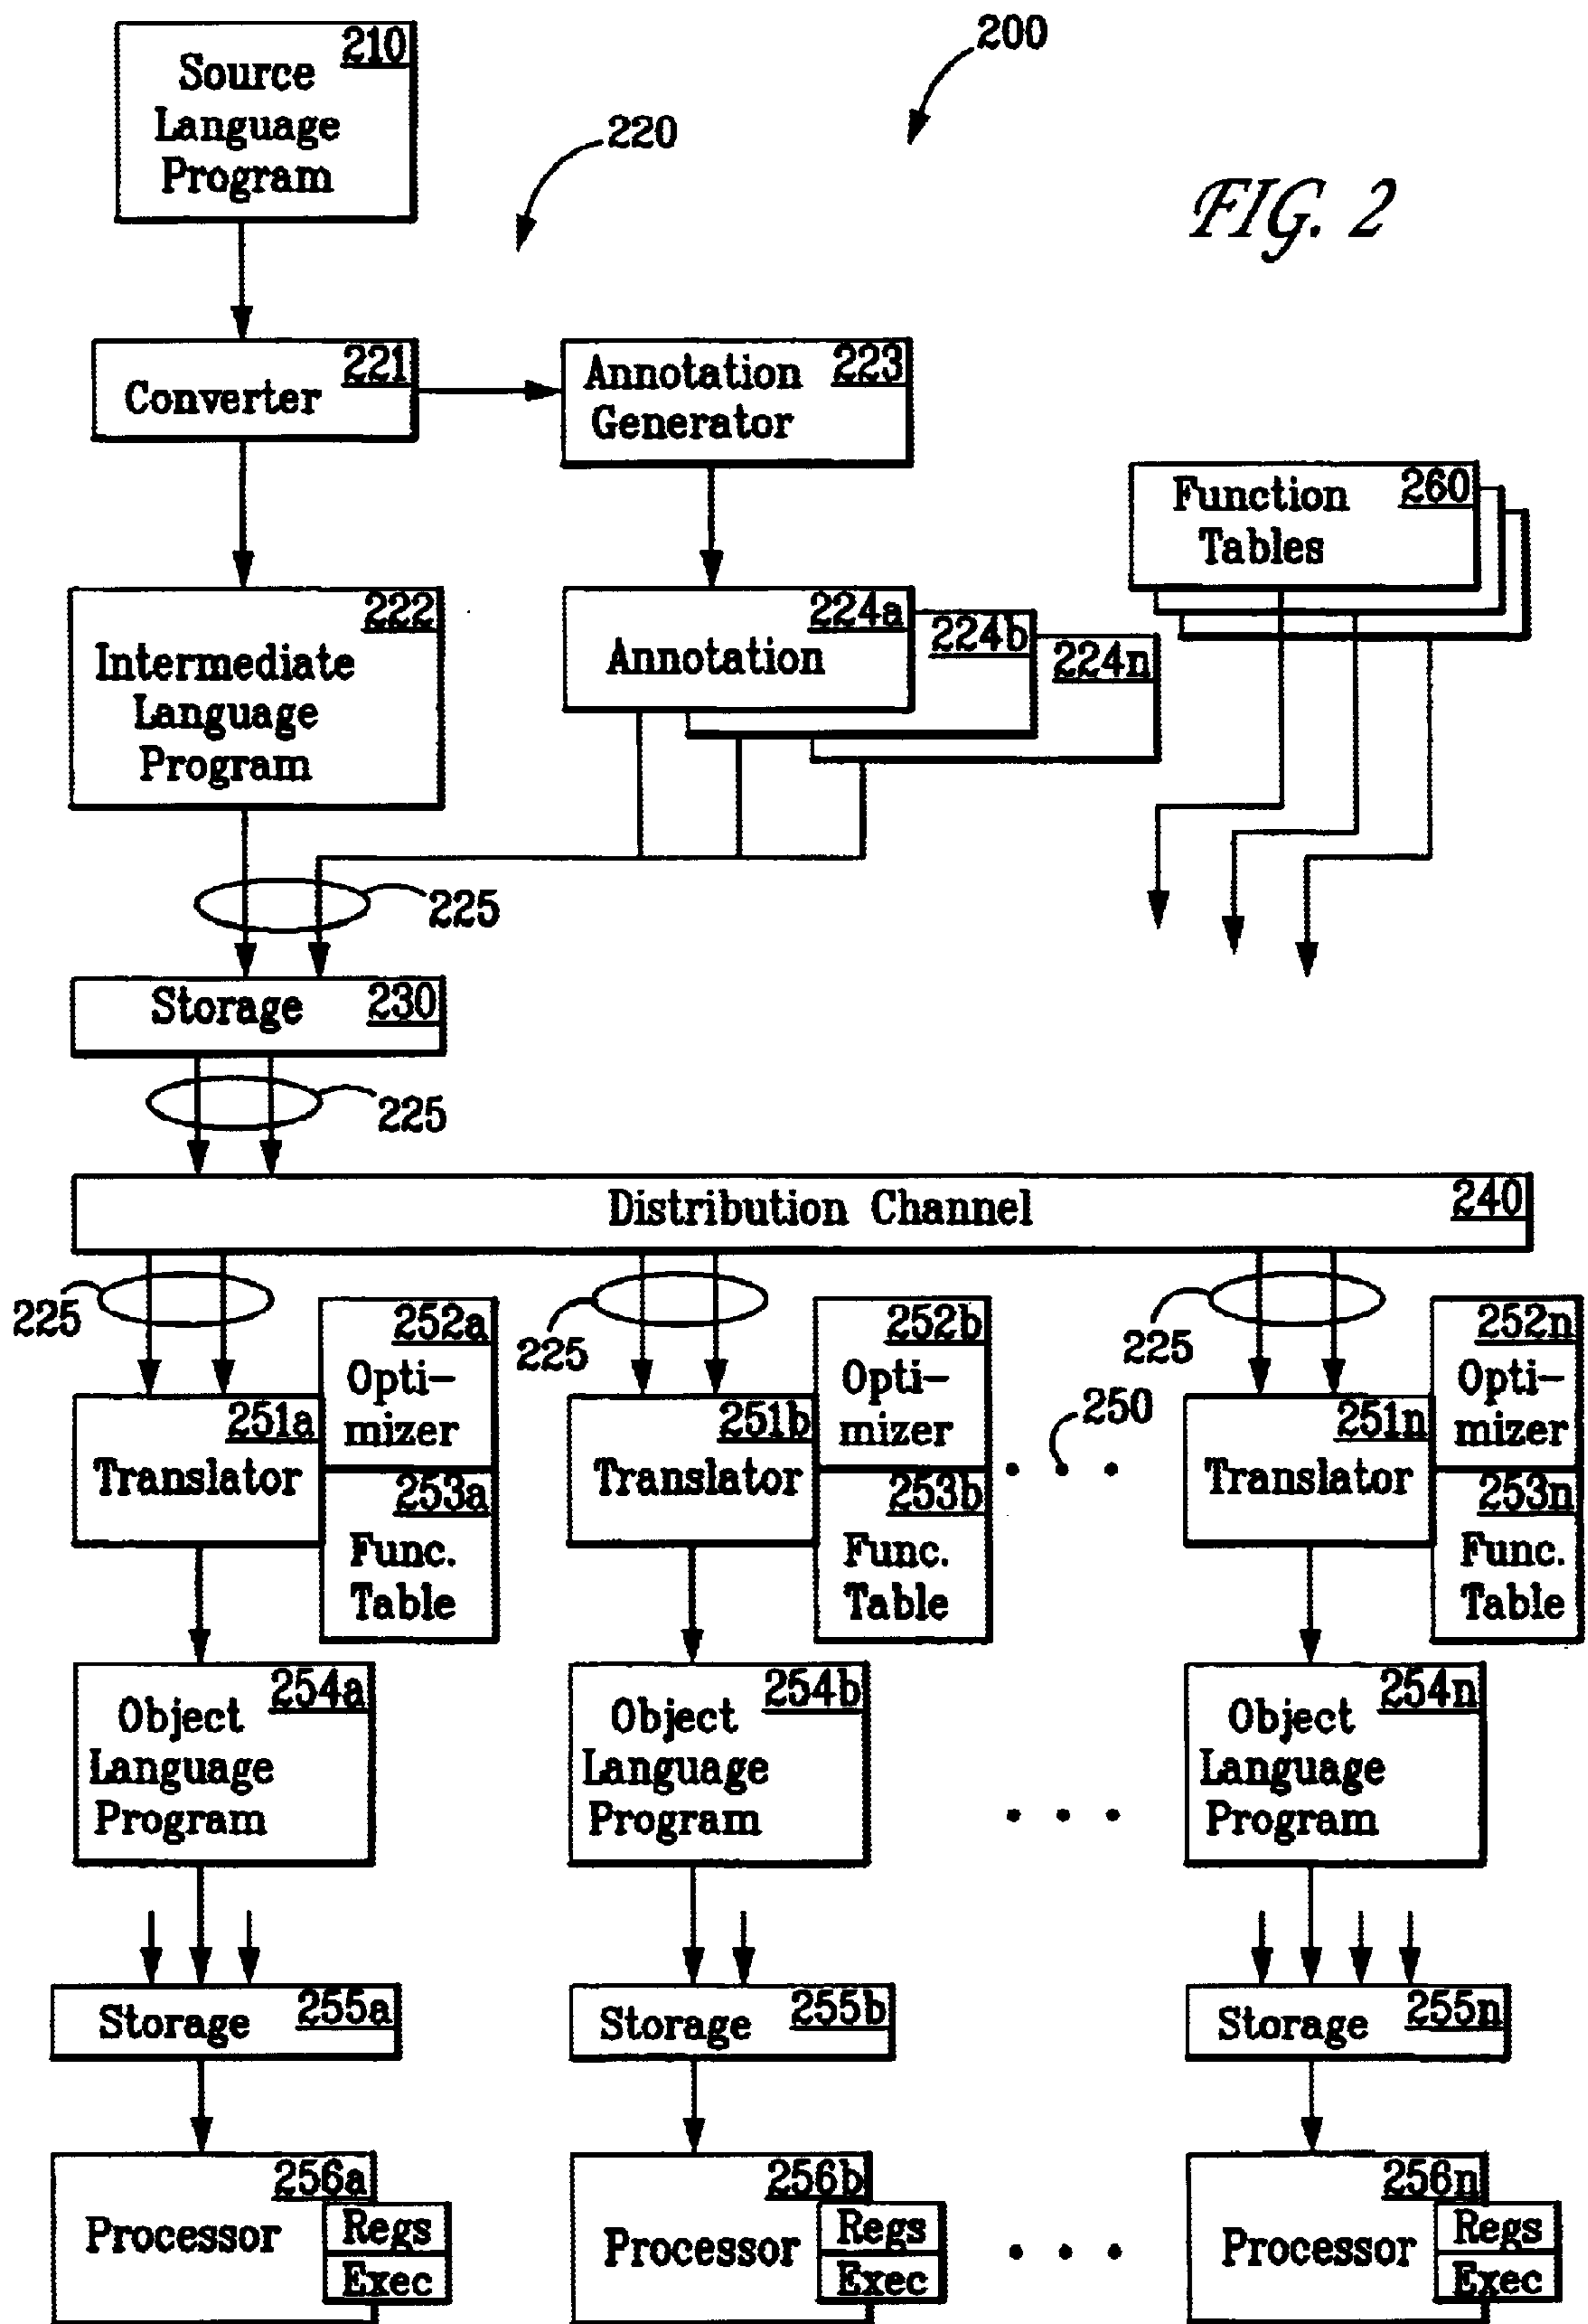 200
210
Source
Language
Program
220
FIG. 2
221
Converter
223
Annotation
Generator
260
Function
Tables
222
Intermediate
Language
Program
224a
Annotation
224b
224n
225
Storage
230
225
Distribution Channel
240
225
225
225
252a
Opti-
mizer
251a
Translator
253a
Func.
Table
252b
Opti-
mizer
251b
Translator
253b
Func.
Table
250
252n
Opti-
mizer
251n
Translator
253n
Func.
Table
254a
Object
Language
Program
254b
Object
Language
Program
254n
Object
Language
Program
Storage
255a
Storage
255b
Storage
255n
256a
Processor
Regs
Exec
256b
Processor
Regs
Exec
256n
Processor
Regs
Exec